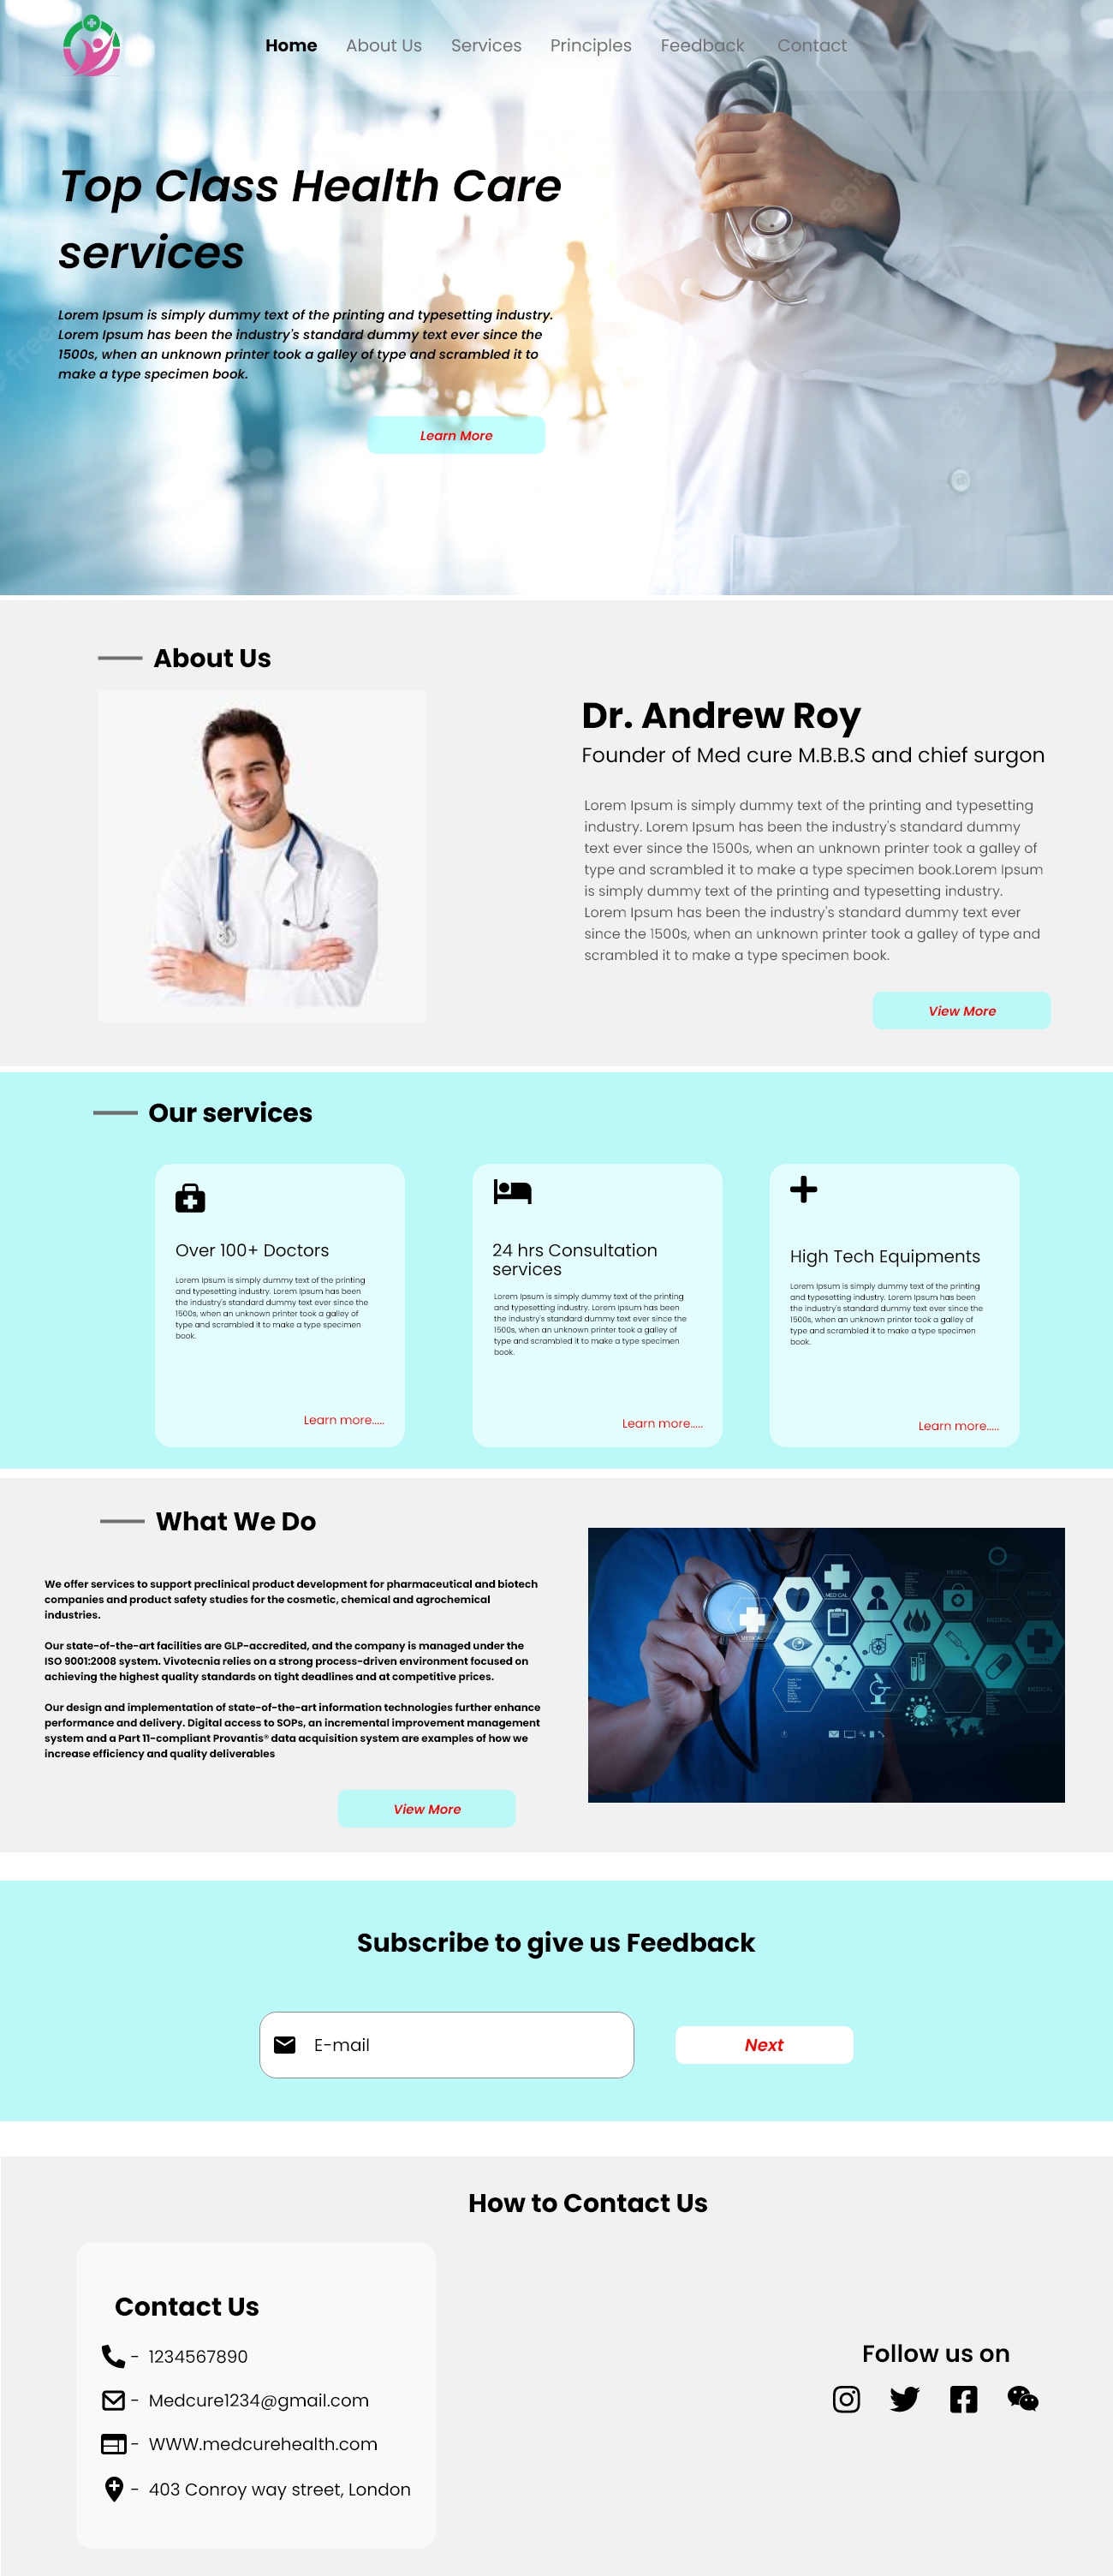 Home About Us Services Principles Feedback Contact
Top Class Health Care
services
Lorem Ipsum is simply dummy text of the printing and typesetting industry.
Lorem Ipsum has been the industry's standard dummy text ever since the
1500s, when an unknown printer took a galley of type and scrambled it to
make a type specimen book.
Learn More
About Us
Dr. Andrew Roy
Founder of Med cure M.B.B.S and chief surgon
Lorem Ipsum is simply dummy text of the printing and typesetting
industry. Lorem Ipsum has been the industry's standard dummy
text ever since the 1500s, when an unknown printer took a galley of
type and scrambled it to make a type specimen book.Lorem Ipsum
is simply dummy text of the printing and typesetting industry.
Lorem Ipsum has been the industry's standard dummy text ever
since the 1500s, when an unknown printer took a galley of type and
scrambled it to make a type specimen book.
View More
Our services
Over 100+ Doctors
Lorem Ipsum is simply dummy text of the printing
and typesetting industry. Lorem Ipsum has been
the industry's standard dummy text ever since the
1500s, when an unknown printer took a galley of
type and scrambled it to make a type specimen
book.
Learn more.....
24 hrs Consultation
services
Lorem Ipsum is simply dummy text of the printing
and typesetting industry. Lorem Ipsum has been
the industry's standard dummy text ever since the
1500s, when an unknown printer took a galley of
type and scrambled it to make a type specimen
book.
Learn more.....
High Tech Equipments
Lorem Ipsum is simply dummy text of the printing
and typesetting industry. Lorem Ipsum has been
the industry's standard dummy text ever since the
1500s, when an unknown printer took a galley of
type and scrambled it to make a type specimen
book.
Learn more.....
What We Do
We offer services to support preclinical product development for pharmaceutical and biotech
companies and product safety studies for the cosmetic, chemical and agrochemical
industries.
Our state-of-the-art facilities are GLP-accredited, and the company is managed under the
ISO 9001:2008 system. Vivotecnia relies on a strong process-driven environment focused on
achieving the highest quality standards on tight deadlines and at competitive prices.
Our design and implementation of state-of-the-art information technologies further enhance
performance and delivery. Digital access to SOPs, an incremental improvement management
system and a Part 11-compliant Provantis® data acquisition system are examples of how we
increase efficiency and quality deliverables
View More
MEDICAL
MEDICAL
MEDICAL
MEDICAL
MEDICAL
Subscribe to give us Feedback
E-mail
Next
How to Contact Us
Contact Us
- 1234567890
- Medcure1234@gmail.com
- WWW.medcurehealth.com
- 403 Conroy way street, London
Follow us on